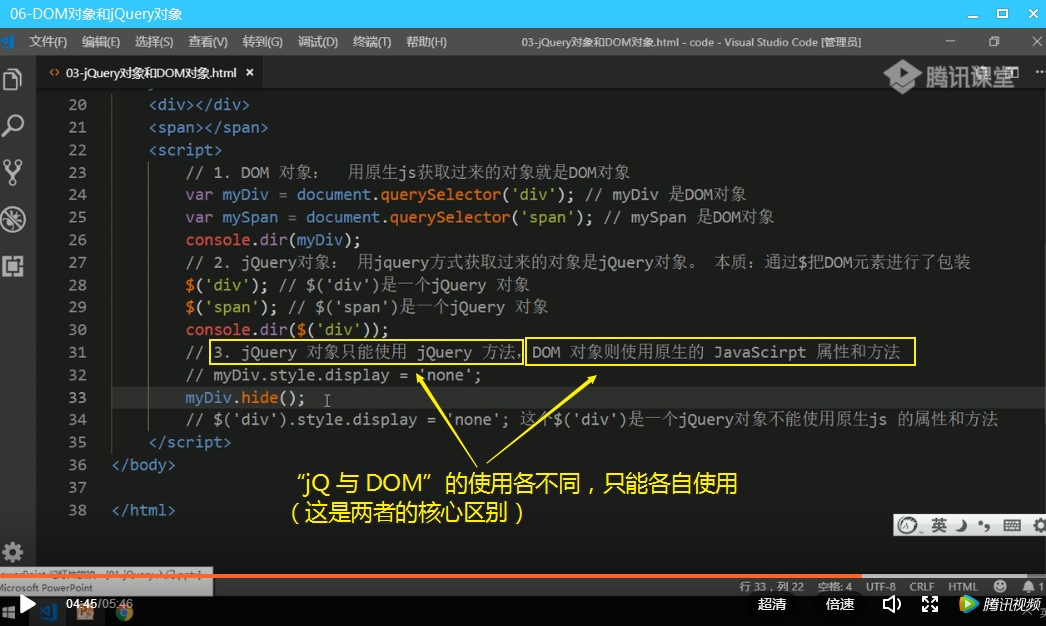 06-DOM对象和jQuery对象
文件(F) 编辑(E) 选择(S) 查看(V) 转到(G) 调试(D) 终端(T) 帮助(H) 03-jQuery对象和DOM对象.html - code - Visual Studio Code [管理员]
<> 03-jQuery对象和DOM对象.html ×
腾讯课堂
20 <div></div>
21 <span></span>
22 <script>
23 // 1. DOM 对象： 用原生js获取过来的对象就是DOM对象
24 var myDiv = document.querySelector('div'); // myDiv 是DOM对象
25 var mySpan = document.querySelector('span'); // mySpan 是DOM对象
26 console.dir(myDiv);
27 // 2. jQuery对象： 用jquery方式获取过来的对象是jQuery对象。 本质：通过$把DOM元素进行了包装
28 $('div'); // $('div')是一个jQuery 对象
29 $('span'); // $('span')是一个jQuery 对象
30 console.dir($('div'));
31 // 3. jQuery 对象只能使用 jQuery 方法，DOM 对象则使用原生的 JavaScirpt 属性和方法
32 // myDiv.style.display = 'none';
33 myDiv.hide();
34 // $('div').style.display = 'none'; 这个$('div')是一个jQuery对象不能使用原生js 的属性和方法
35 </script>
36 </body>
37
38 </html>
“jQ 与 DOM”的使用各不同，只能各自使用
（这是两者的核心区别）
英
Microsoft PowerPoint
行 33，列 22 空格: 4 UTF-8 CRLF HTML 1
04:45/05:46 超清 倍速 腾讯视频